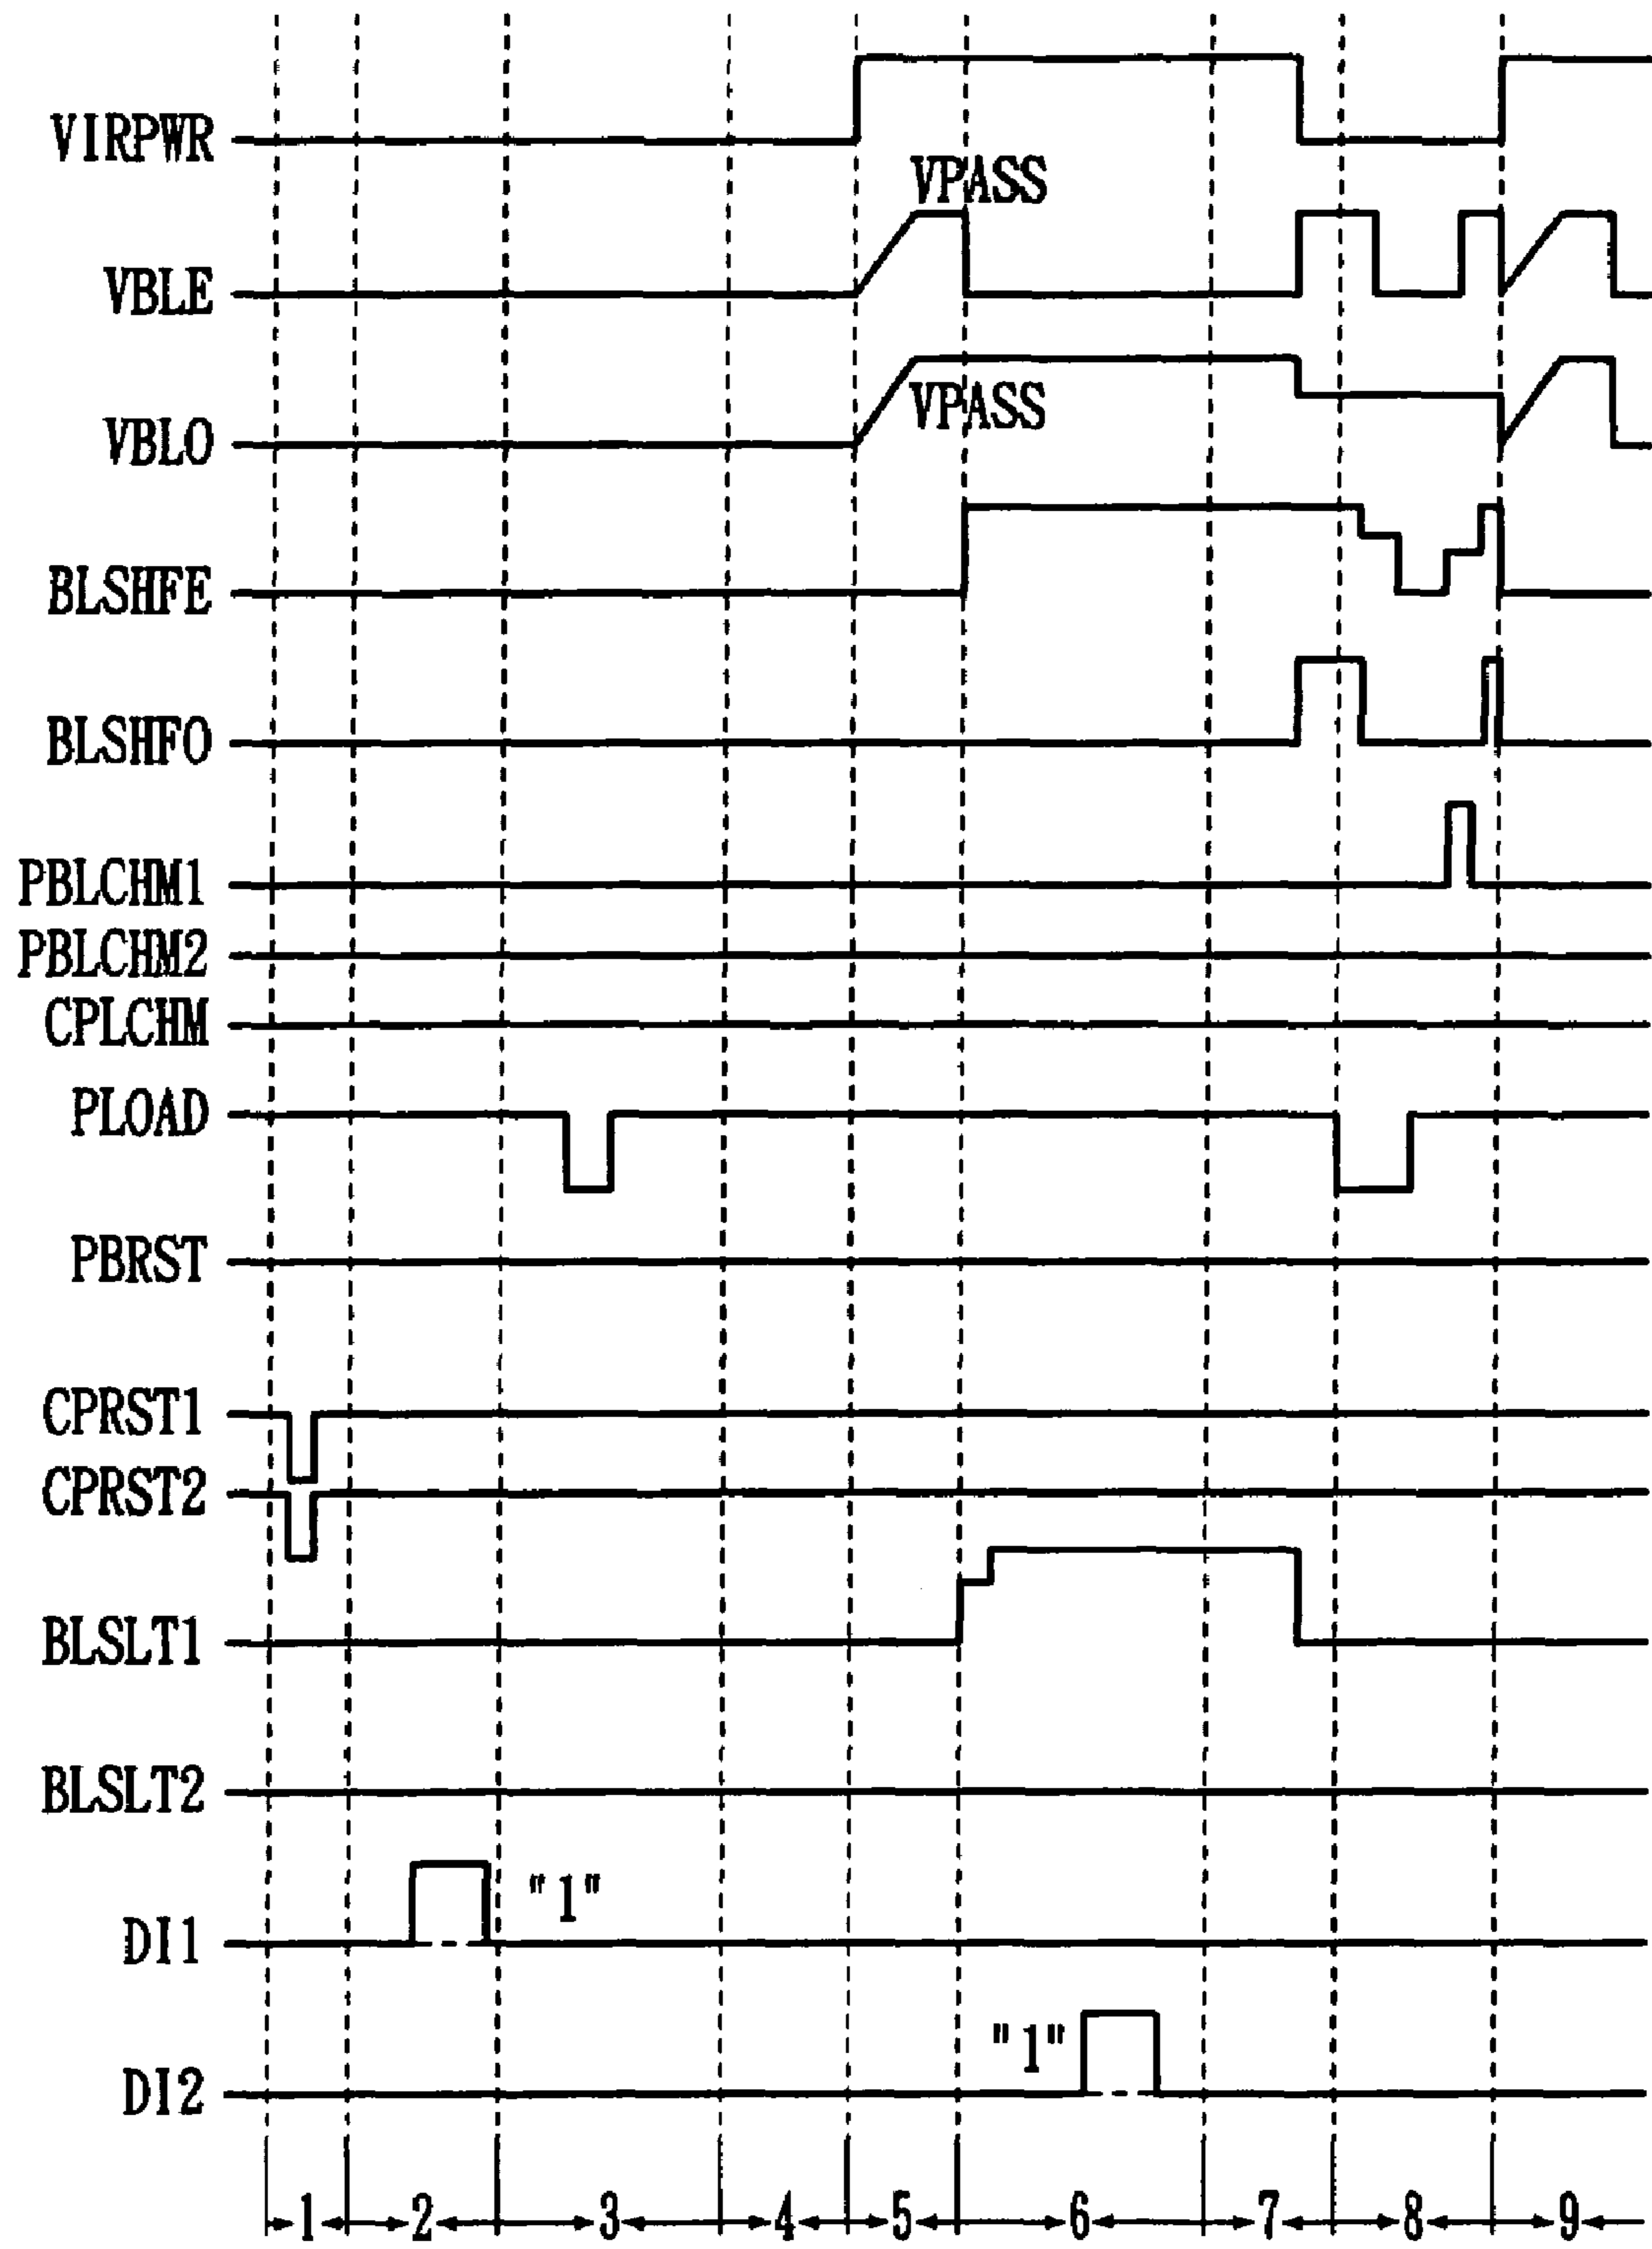 VIRPWR
VPASS
VBLE
VPASS
VBLO
BLSHFE
BLSHFO
PBLCHM1
PBLCHM2
CPLCHM
PLOAD
PBRST
CPRST1
CPRST2
BLSLT1
BLSLT2
"1"
DI1
"1"
DI2
1 2 3 4 5 6 7 8 9